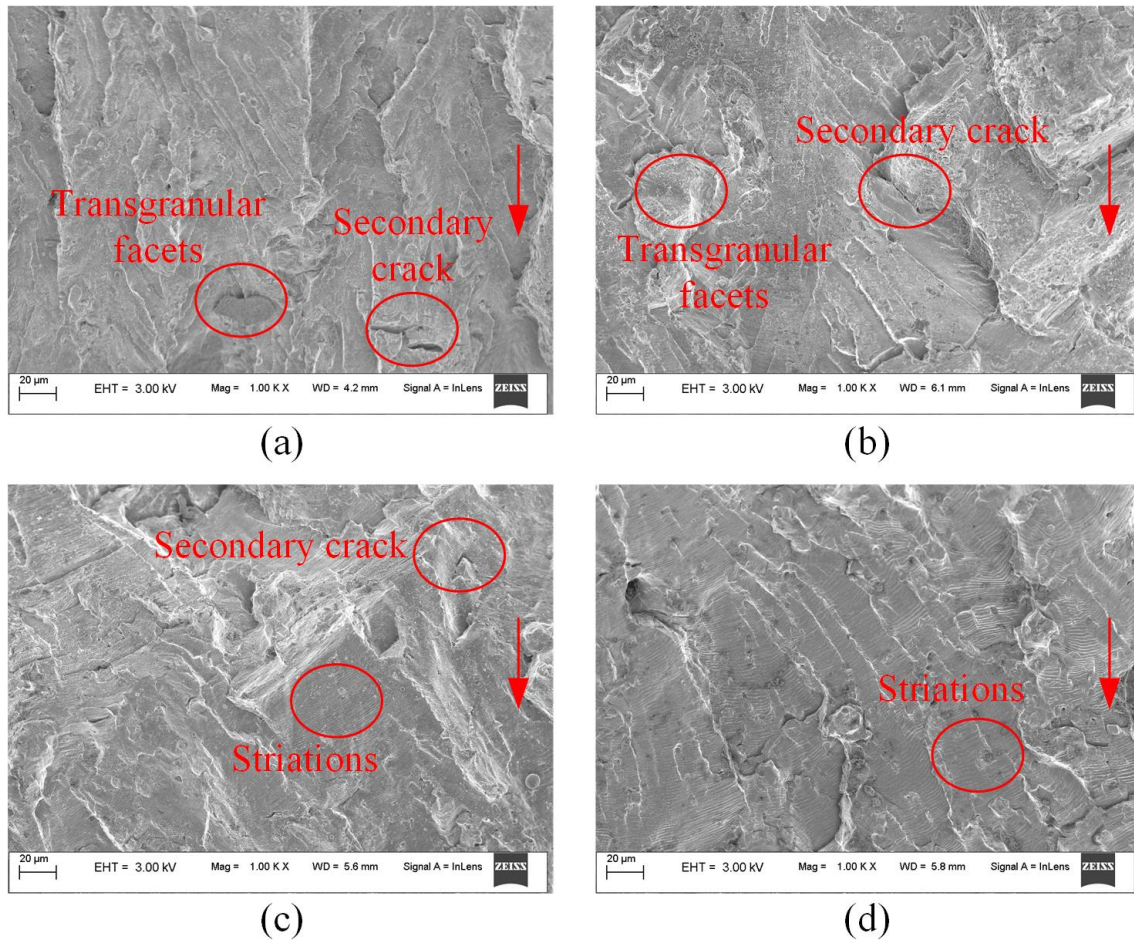 Transgranular
facets
Secondary
crack
20 µm
EHT = 3.00 kV Mag = 1.00 K X WD = 4.2 mm Signal A = InLens ZEISS
(a)
Secondary crack
Transgranular
facets
20 µm
EHT = 3.00 kV Mag = 1.00 K X WD = 6.1 mm Signal A = InLens ZEISS
(b)
Secondary crack
Striations
20 µm
EHT = 3.00 kV Mag = 1.00 K X WD = 5.6 mm Signal A = InLens ZEISS
(c)
Striations
20 µm
EHT = 3.00 kV Mag = 1.00 K X WD = 5.8 mm Signal A = InLens ZEISS
(d)